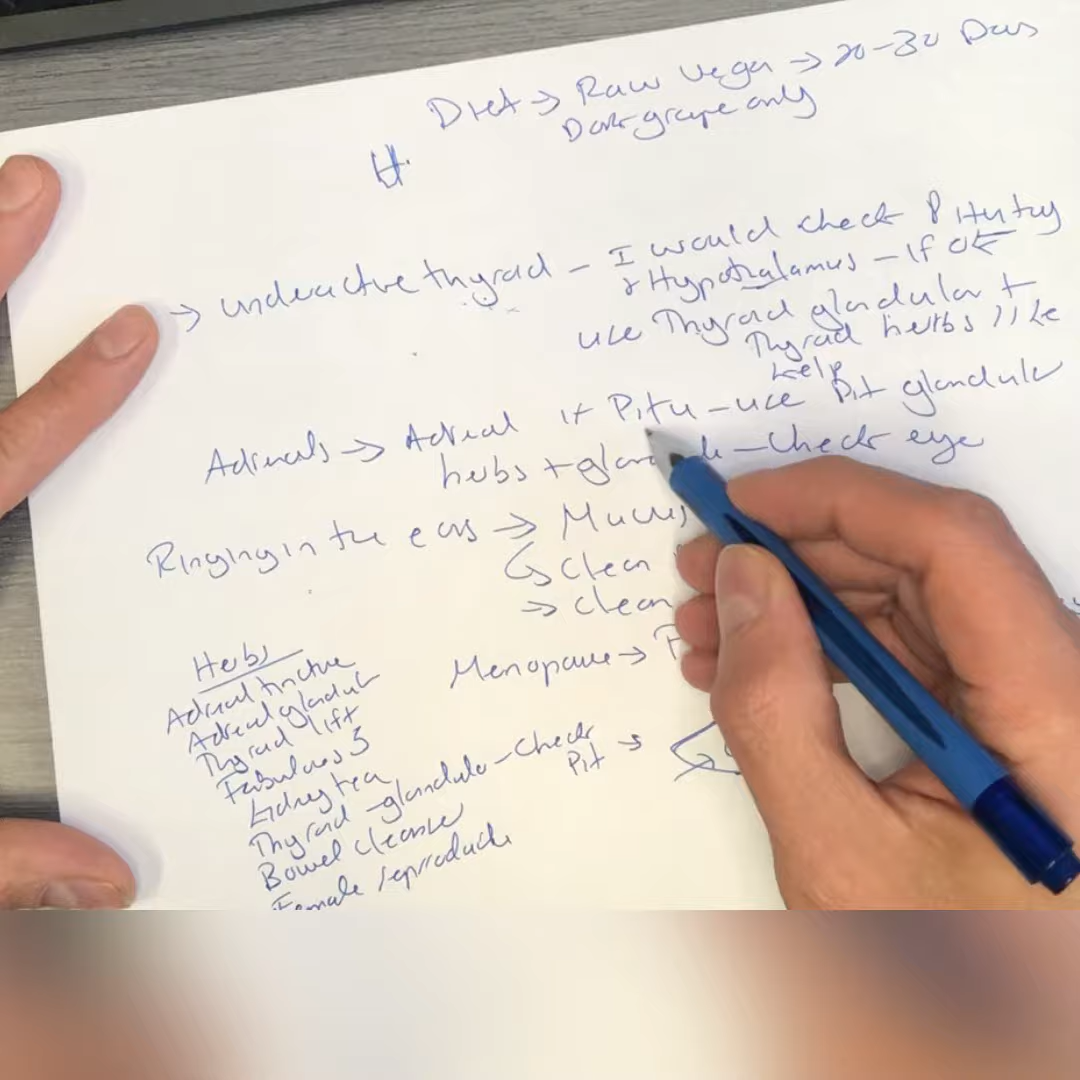 Diet → Raw Vegan → 20-30 Days
Dark grape only
→ underactive thyroid - I would check Pituitry
& Hypothalamus - If OK
use Thyroid glandular +
Thyroid herbs like
kelp
Adrenals → Adrenal If Pitu - use Pit glandular
herbs + - check eye
Ringing in the ears → Mucus
↳ clean
→ clean
Menopause →
Herbs
Adrenal tincture
Adrenal glandular
Thyroid lift
Fabulous 3
kidney tea
Thyroid glandular - Check
Pit →
Bowel cleanse
Female reproductive